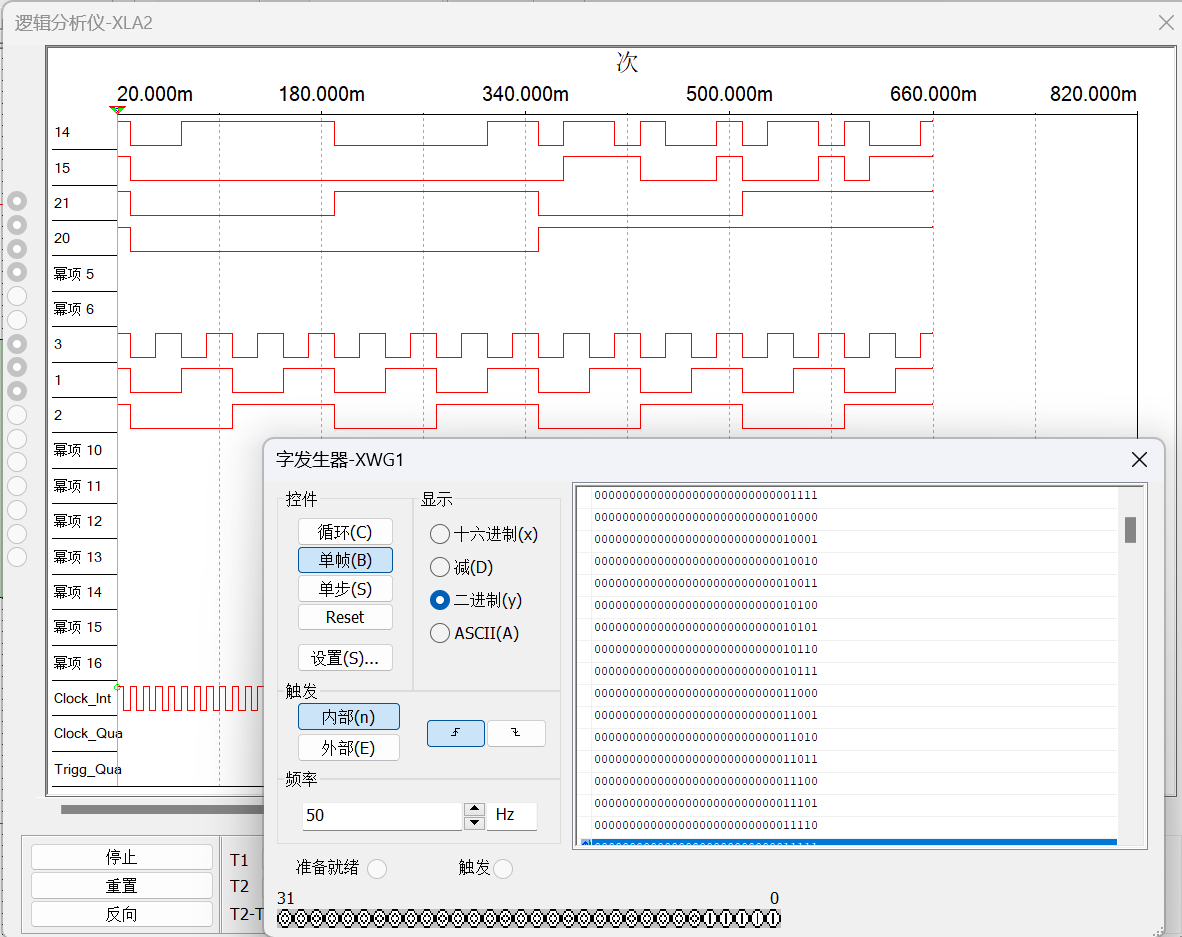 逻辑分析仪-XLA2
次
20.000m 180.000m 340.000m 500.000m 660.000m 820.000m
14
15
21
20
幂项 5
幂项 6
3
1
2
幂项 10
幂项 11
幂项 12
幂项 13
幂项 14
幂项 15
幂项 16
Clock_Int
Clock_Qua
Trigg_Qua
停止
重置
反向
T1
T2
T2-T
字发生器-XWG1
控件
循环(C)
单帧(B)
单步(S)
Reset
设置(S)...
显示
十六进制(x)
减(D)
二进制(y)
ASCII(A)
触发
内部(n)
外部(E)
频率
50 Hz
准备就绪
触发
31 0
00000000000000000000000000001111
00000000000000000000000000010000
00000000000000000000000000010001
00000000000000000000000000010010
00000000000000000000000000010011
00000000000000000000000000010100
00000000000000000000000000010101
00000000000000000000000000010110
00000000000000000000000000010111
00000000000000000000000000011000
00000000000000000000000000011001
00000000000000000000000000011010
00000000000000000000000000011011
00000000000000000000000000011100
00000000000000000000000000011101
00000000000000000000000000011110